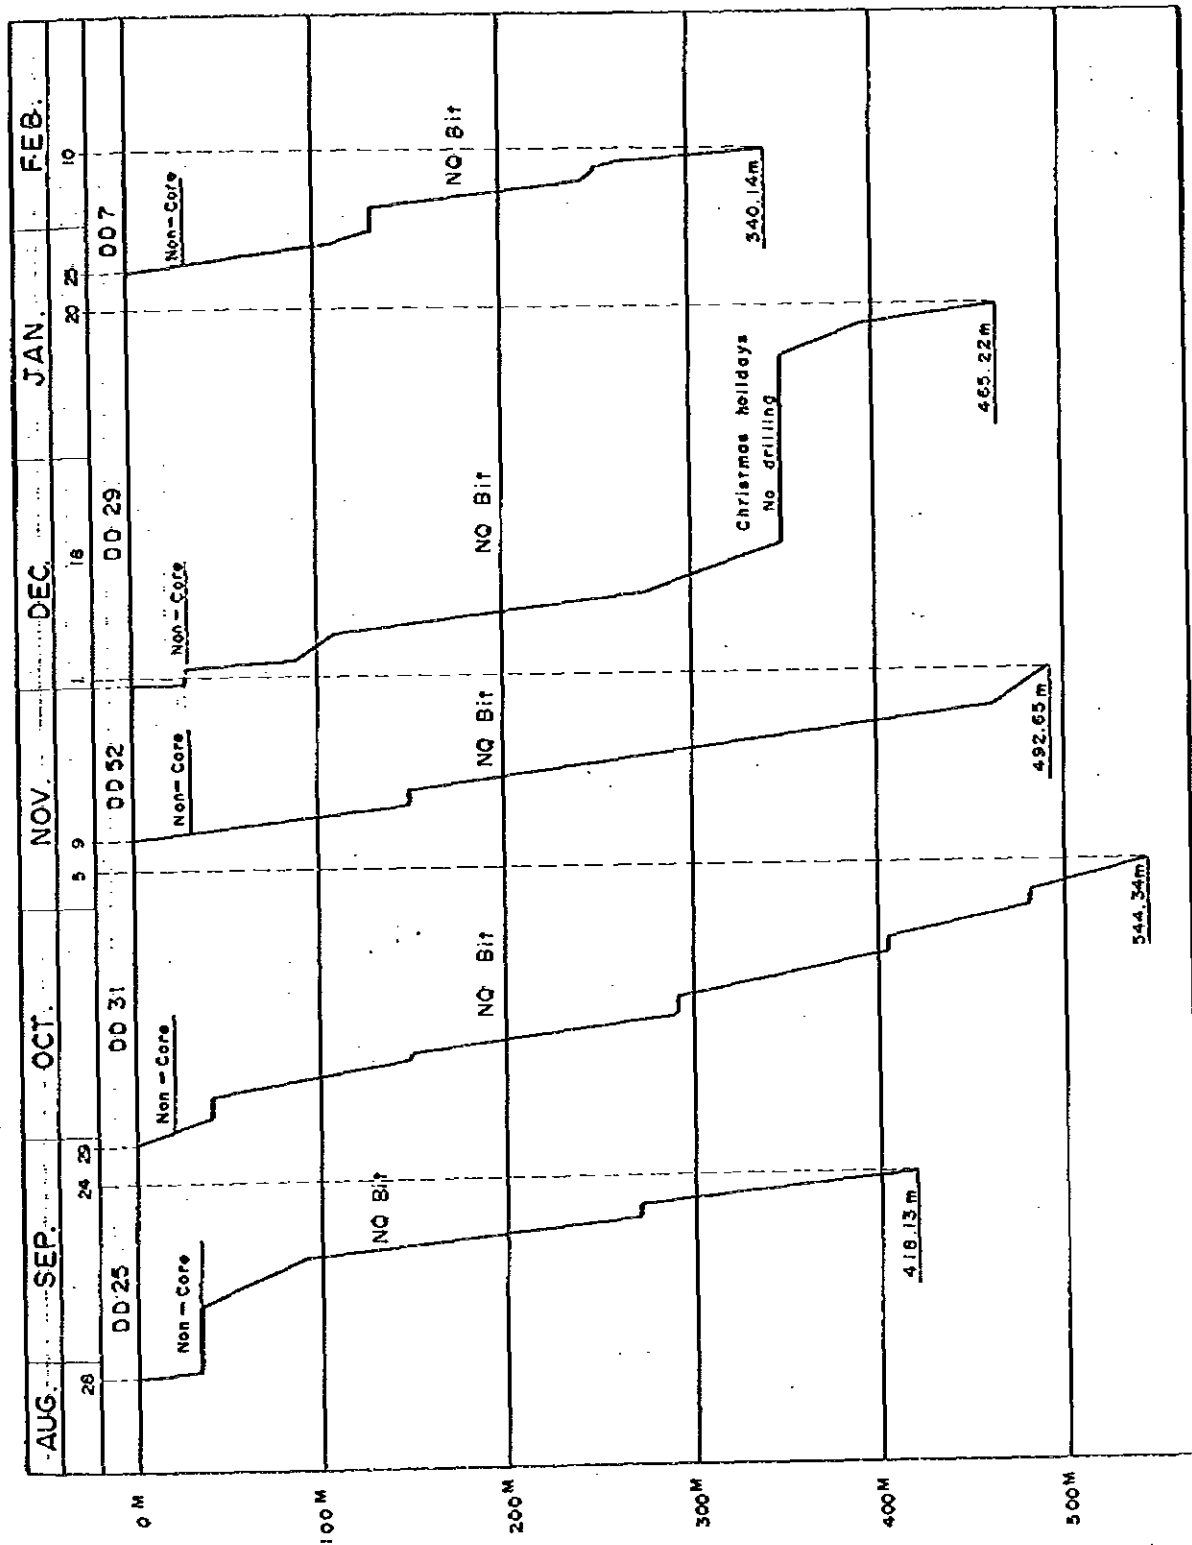 AUG. SEP. OCT. NOV. DEC. JAN. FEB.
28 24 29 5 9 1 18 20 25 10
DD 25 DD 31 DD 52 DD 29 DD 7
0 M
100 M
200 M
300 M
400 M
500 M
Non-Core
NQ Bit
418.13 m
Non-Core
NQ Bit
544.34 m
Non-Core
NQ Bit
492.65 m
Non-Core
NQ Bit
Christmas holidays
No drilling
465.22 m
Non-Core
NQ Bit
340.14 m